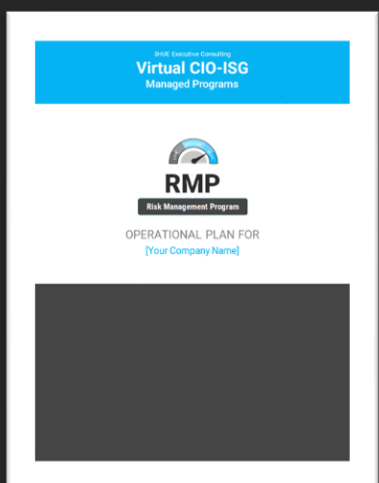 3HUE Executive Consulting
Virtual CIO-ISG
Managed Programs
RMP
Risk Management Program
OPERATIONAL PLAN FOR
[Your Company Name]